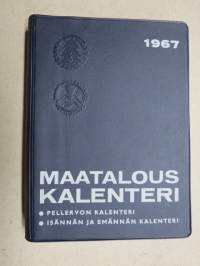 1967
MAATALOUS
KALENTERI
● PELLERVON KALENTERI
● ISÄNNÄN JA EMÄNNÄN KALENTERI